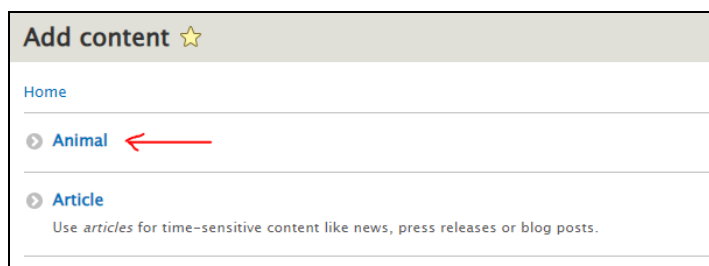 Add content
Home
Animal
Article
Use articles for time-sensitive content like news, press releases or blog posts.